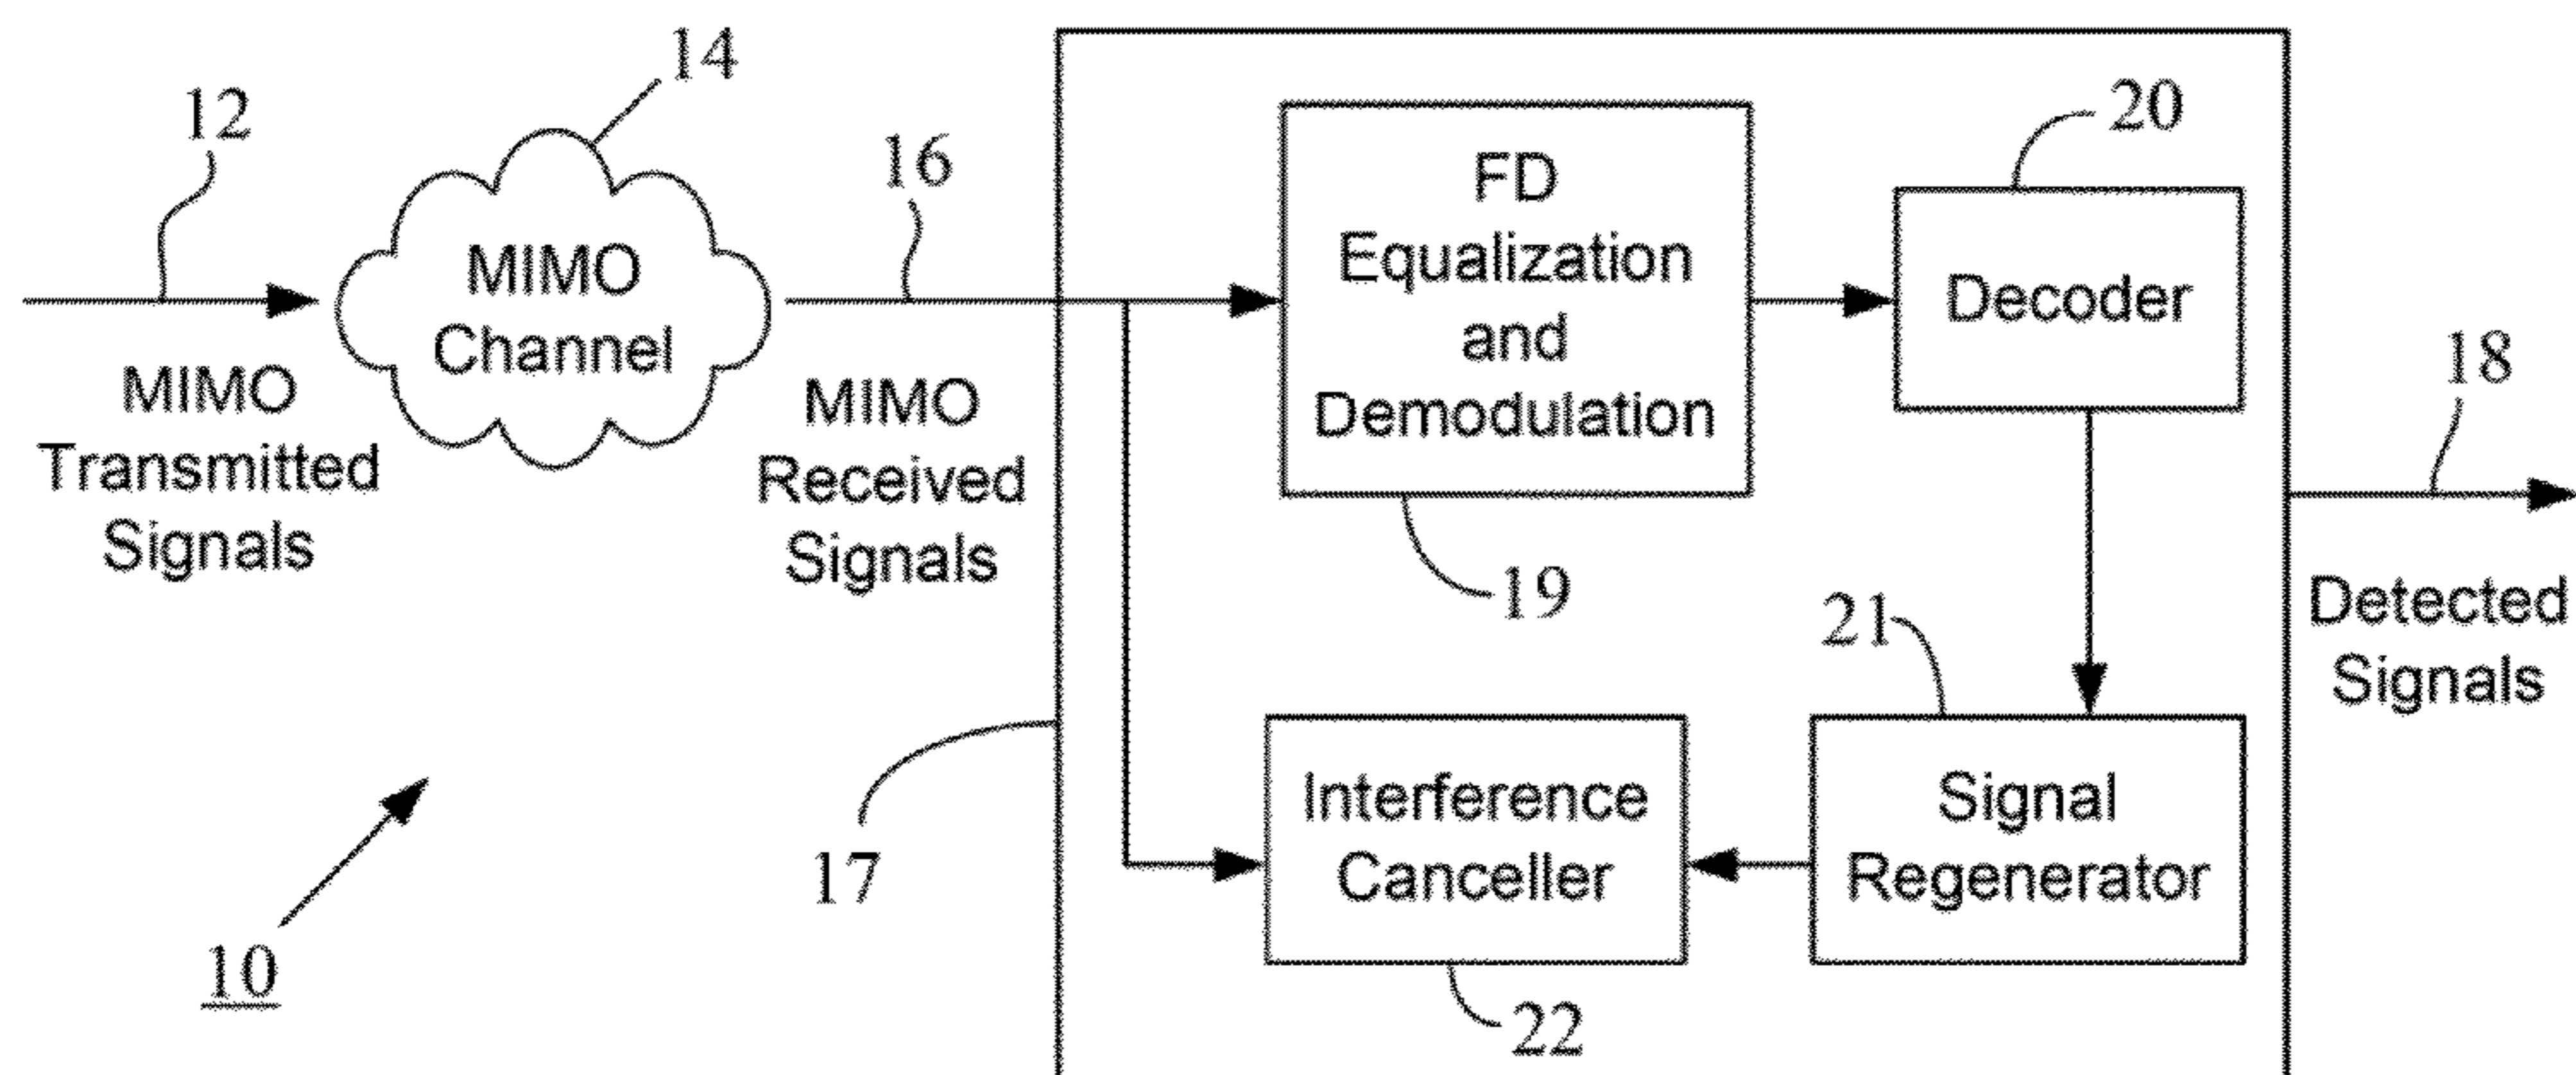 12
MIMO
Transmitted
Signals
14
MIMO
Channel
16
MIMO
Received
Signals
10
17
FD
Equalization
and
Demodulation
19
20
Decoder
21
Signal
Regenerator
Interference
Canceller
22
18
Detected
Signals